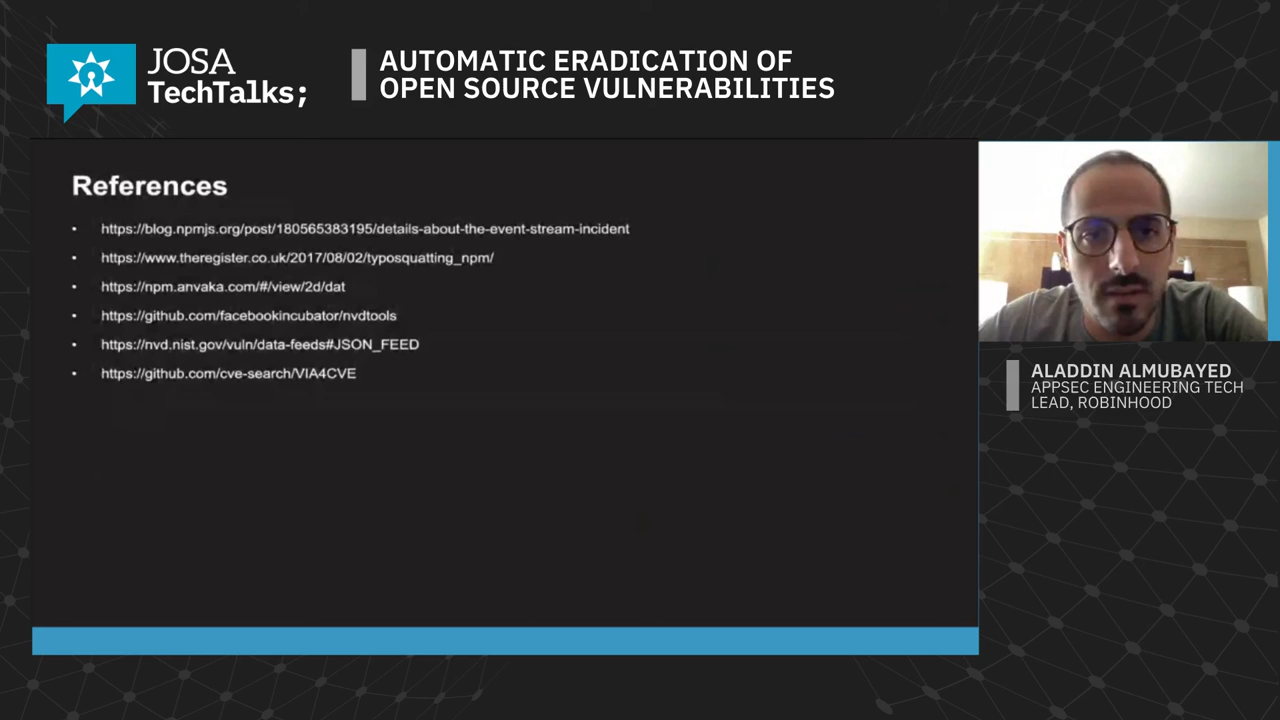 JOSA
TechTalks;
AUTOMATIC ERADICATION OF
OPEN SOURCE VULNERABILITIES
References
• https://blog.npmjs.org/post/180565383195/details-about-the-event-stream-incident
• https://www.theregister.co.uk/2017/08/02/typosquatting_npm/
• https://npm.anvaka.com/#/view/2d/dat
• https://github.com/facebookincubator/nvdtools
• https://nvd.nist.gov/vuln/data-feeds#JSON_FEED
• https://github.com/cve-search/VIA4CVE
ALADDIN ALMUBAYED
APPSEC ENGINEERING TECH
LEAD, ROBINHOOD